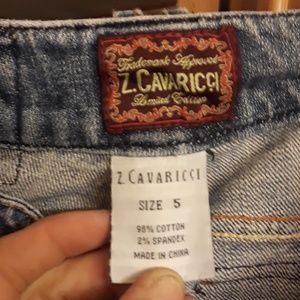 Trademark Approved
Z.CAVARICCI
Limited Edition
Z.CAVARICCI
SIZE 5
98% COTTON
2% SPANDEX
MADE IN CHINA